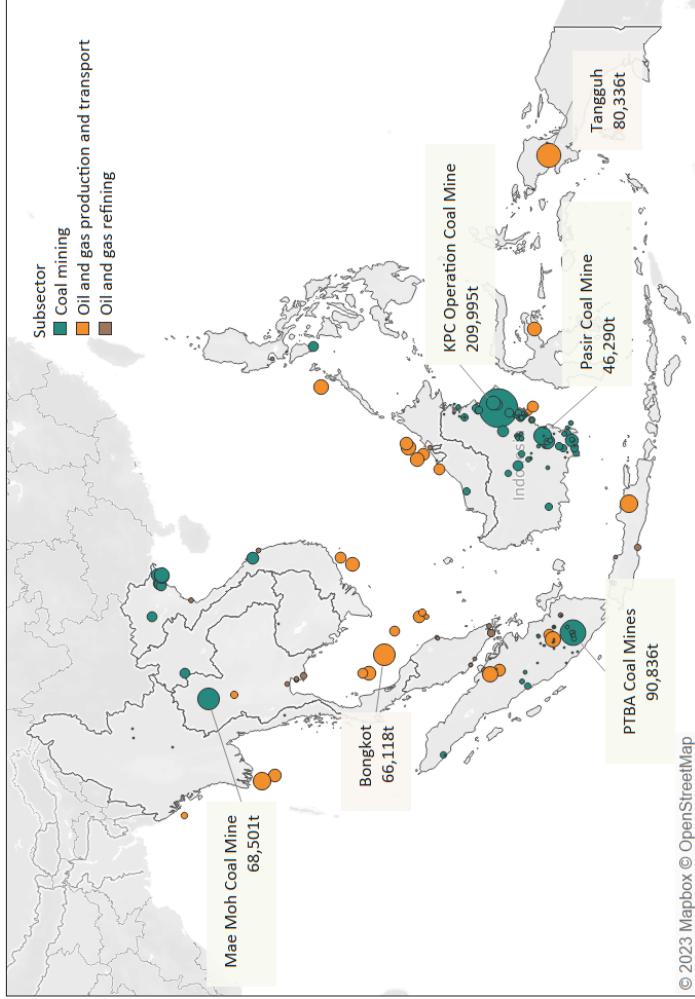 Subsector
Coal mining
Oil and gas production and transport
Oil and gas refining
Mae Moh Coal Mine
68,501t
Bongkot
66,118t
KPC Operation Coal Mine
209,995t
Tangguh
80,336t
Pasir Coal Mine
46,290t
PTBA Coal Mines
90,836t
© 2023 Mapbox © OpenStreetMap